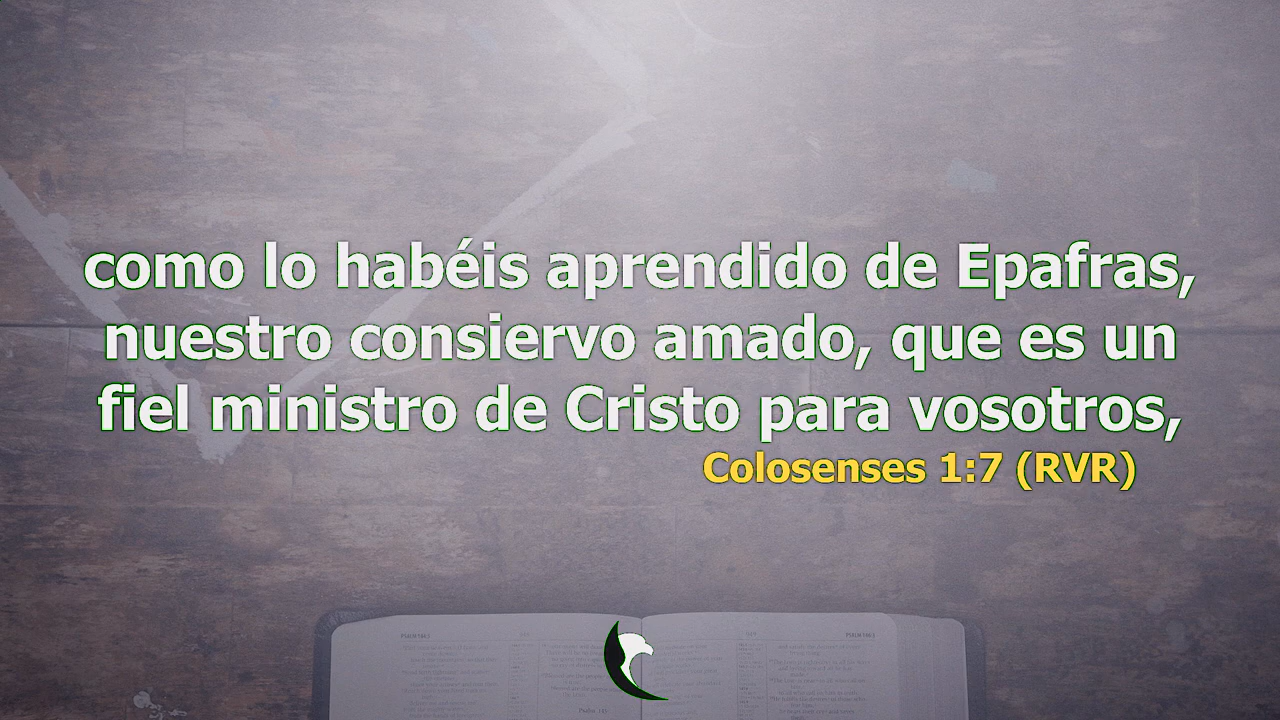 como lo habéis aprendido de Epafras,
nuestro consiervo amado, que es un
fiel ministro de Cristo para vosotros,
Colosenses 1:7 (RVR)